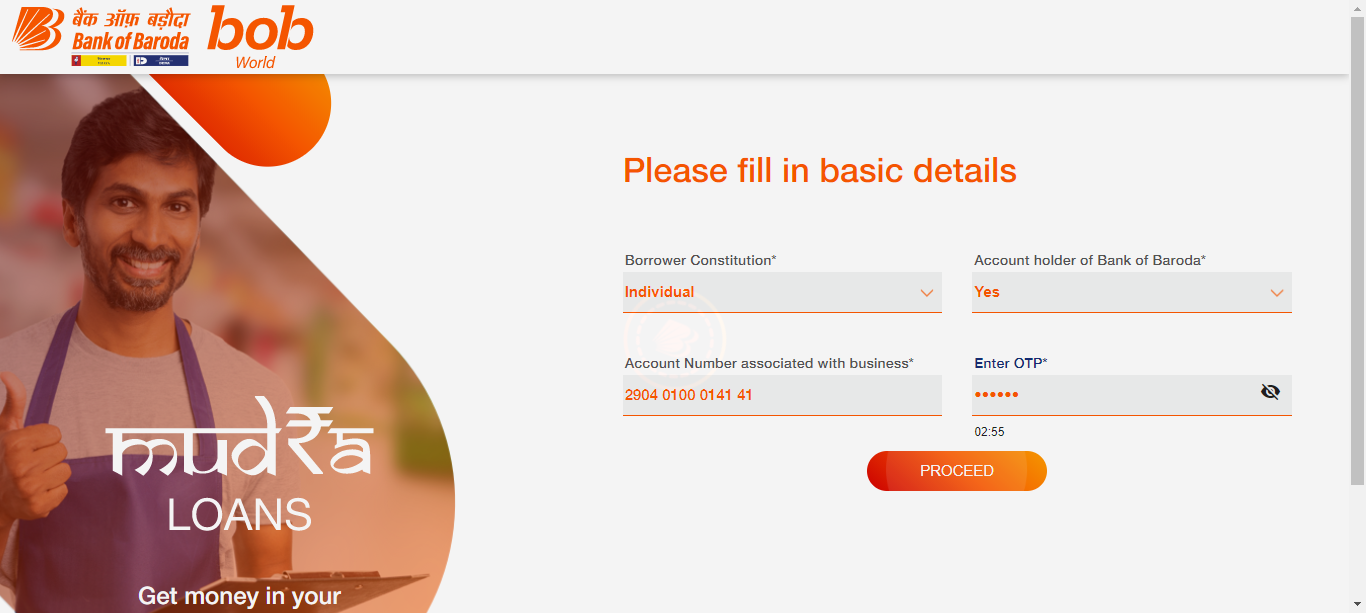 बैंक ऑफ़ बड़ौदा
Bank of Baroda
bob
World
Please fill in basic details
Borrower Constitution*
Account holder of Bank of Baroda*
Individual
Yes
Account Number associated with business*
Enter OTP*
2904 0100 0141 41
••••••
02:55
PROCEED
mud₹a
LOANS
Get money in your